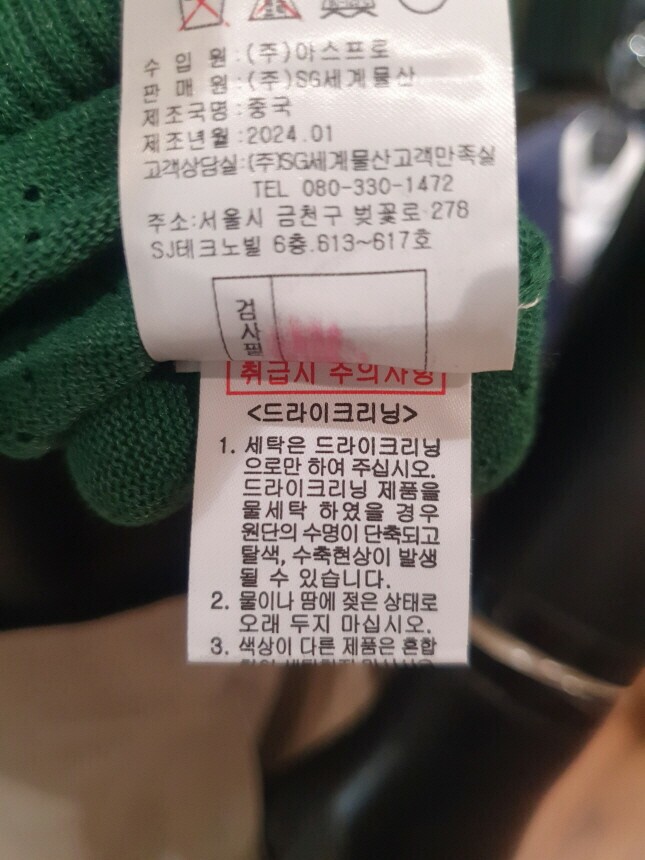 수 입 원 : (주)아스프로
판 매 원 : (주)SG세계물산
제조국명 : 중국
제조년월 : 2024.01
고객상담실:(주)SG세계물산고객만족실
TEL 080-330-1472
주소:서울시 금천구 벚꽃로 278
SJ테크노빌 6층.613~617호
검사필
취급시 주의사항
<드라이크리닝>
1. 세탁은 드라이크리닝
으로만 하여 주십시오.
드라이크리닝 제품을
물세탁 하였을 경우
원단의 수명이 단축되고
탈색, 수축현상이 발생
될 수 있습니다.
2. 물이나 땀에 젖은 상태로
오래 두지 마십시오.
3. 색상이 다른 제품은 혼합